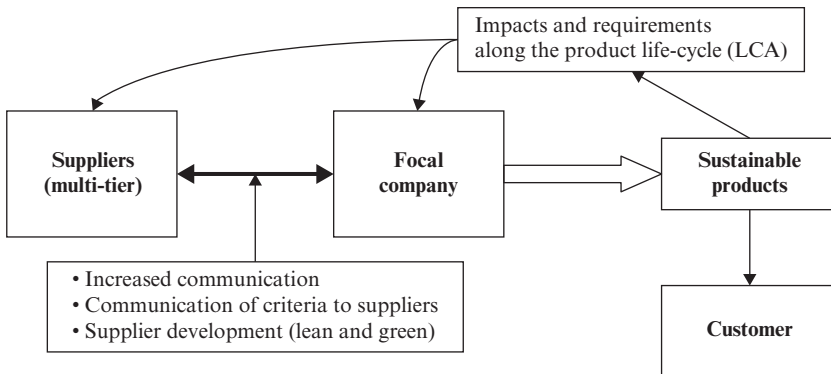 Impacts and requirements
along the product life-cycle (LCA)
Suppliers
(multi-tier)
Focal
company
Sustainable
products
• Increased communication
• Communication of criteria to suppliers
• Supplier development (lean and green)
Customer